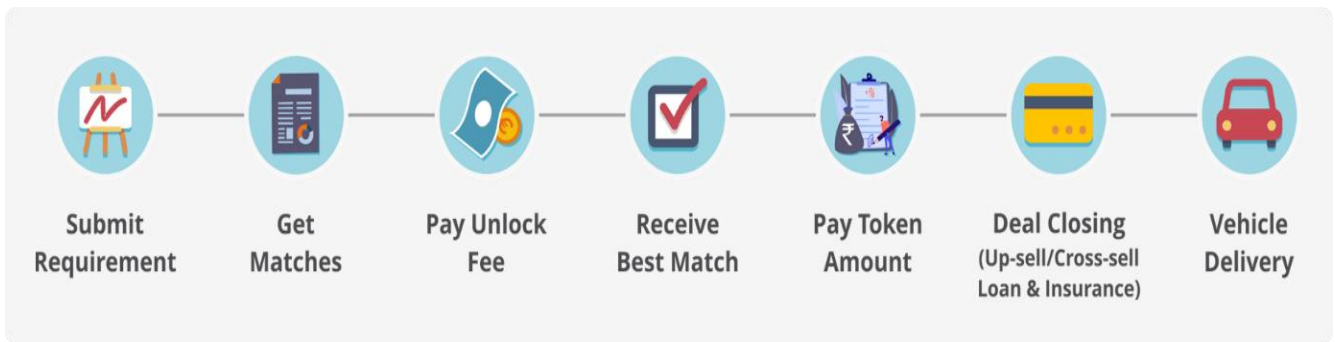 Submit
Requirement
Get
Matches
Pay Unlock
Fee
Receive
Best Match
Pay Token
Amount
₹
Deal Closing
(Up-sell/Cross-sell
Loan & Insurance)
Vehicle
Delivery